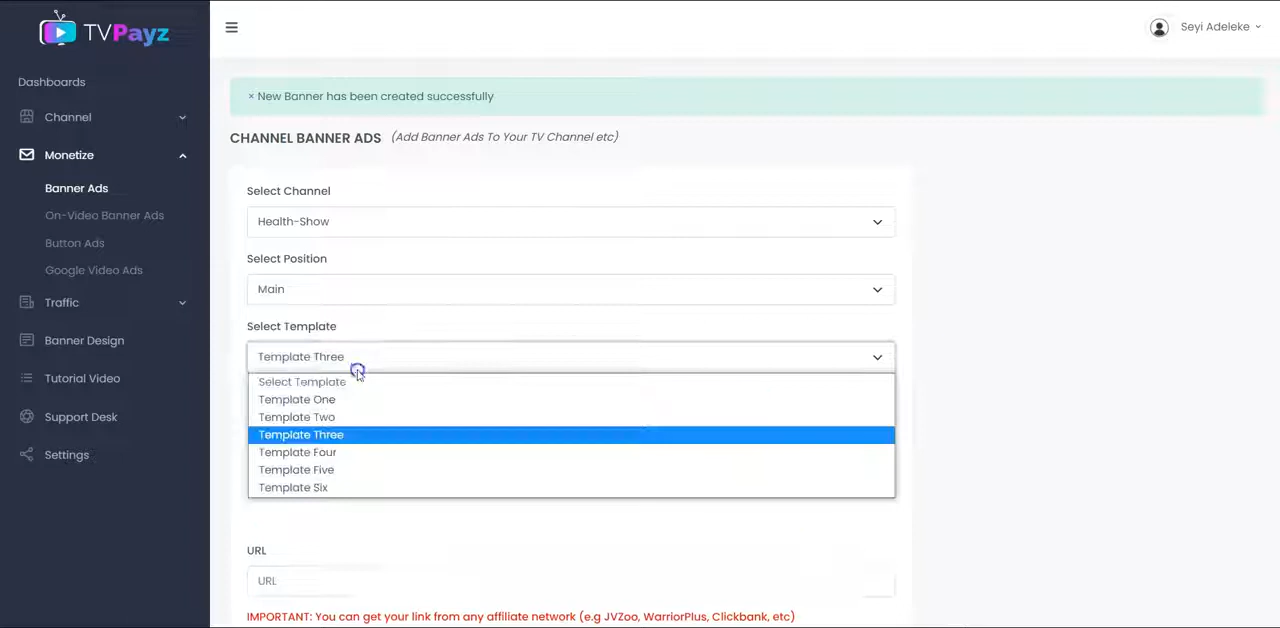 TVPayz
Seyi Adeleke
Dashboards
Channel
Monetize
Banner Ads
On-Video Banner Ads
Button Ads
Google Video Ads
Traffic
Banner Design
Tutorial Video
Support Desk
Settings
× New Banner has been created successfully
CHANNEL BANNER ADS (Add Banner Ads To Your TV Channel etc)
Select Channel
Health-Show
Select Position
Main
Select Template
Template Three
Select Template
Template One
Template Two
Template Three
Template Four
Template Five
Template Six
URL
URL
IMPORTANT: You can get your link from any affiliate network (e.g JVZoo, WarriorPlus, Clickbank, etc)